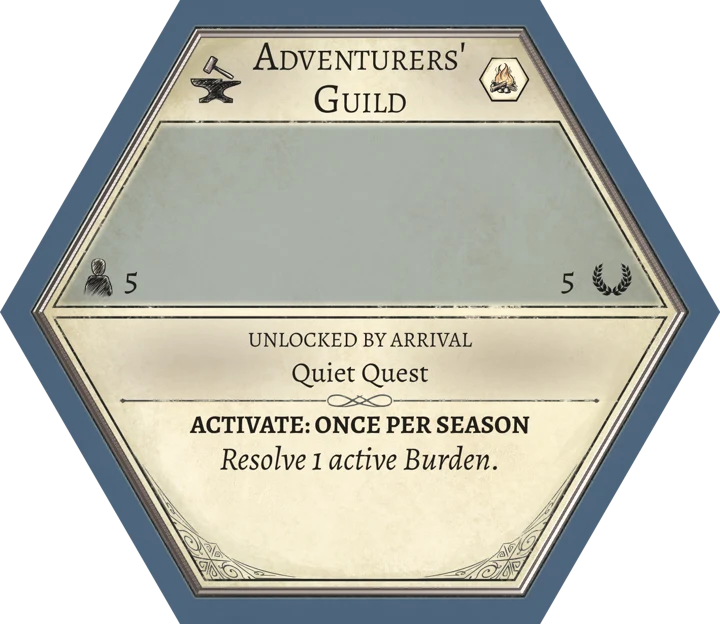 Adventurers'
Guild
5
5
UNLOCKED BY ARRIVAL
Quiet Quest
ACTIVATE: ONCE PER SEASON
Resolve 1 active Burden.